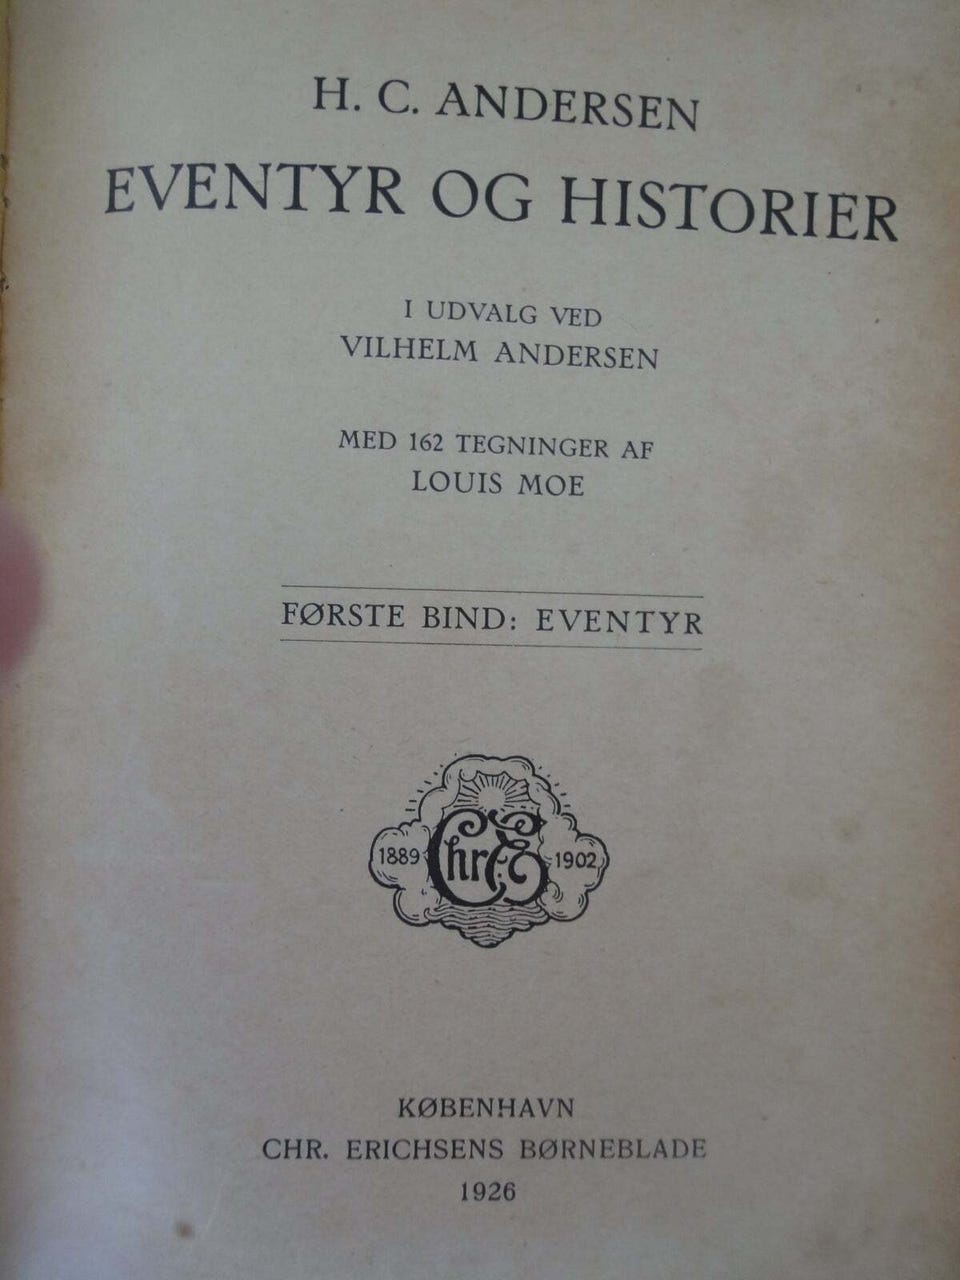 H. C. ANDERSEN
EVENTYR OG HISTORIER
I UDVALG VED
VILHELM ANDERSEN
MED 162 TEGNINGER AF
LOUIS MOE
FØRSTE BIND: EVENTYR
1889 Chr. E 1902
KØBENHAVN
CHR. ERICHSENS BØRNEBLADE
1926